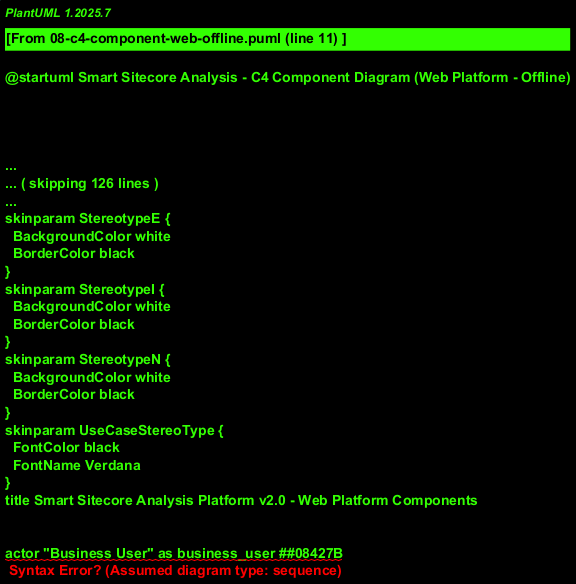 PlantUML 1.2025.7
[From 08-c4-component-web-offline.puml (line 11) ]
@startuml Smart Sitecore Analysis - C4 Component Diagram (Web Platform - Offline)
...
... ( skipping 126 lines )
...
skinparam StereotypeE {
BackgroundColor white
BorderColor black
}
skinparam StereotypeI {
BackgroundColor white
BorderColor black
}
skinparam StereotypeN {
BackgroundColor white
BorderColor black
}
skinparam UseCaseStereoType {
FontColor black
FontName Verdana
}
title Smart Sitecore Analysis Platform v2.0 - Web Platform Components
actor "Business User" as business_user ##08427B
Syntax Error? (Assumed diagram type: sequence)